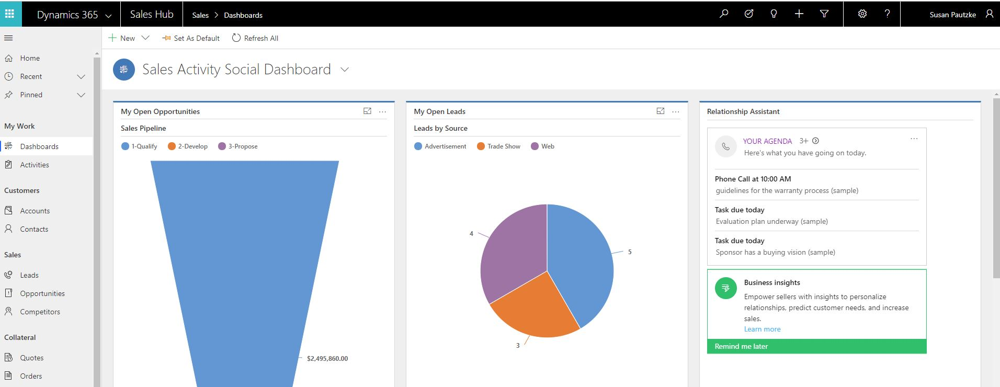 Dynamics 365
Sales Hub
Sales > Dashboards
Susan Pautzke
New
Set As Default
Refresh All
Home
Recent
Pinned
My Work
Dashboards
Activities
Customers
Accounts
Contacts
Sales
Leads
Opportunities
Competitors
Collateral
Quotes
Orders
Sales Activity Social Dashboard
My Open Opportunities
Sales Pipeline
1-Qualify 2-Develop 3-Propose
$2,495,860.00
My Open Leads
Leads by Source
Advertisement Trade Show Web
4
5
3
Relationship Assistant
YOUR AGENDA 3+
Here's what you have going on today.
Phone Call at 10:00 AM
guidelines for the warranty process (sample)
Task due today
Evaluation plan underway (sample)
Task due today
Sponsor has a buying vision (sample)
Business insights
Empower sellers with insights to personalize
relationships, predict customer needs, and increase
sales.
Learn more
Remind me later